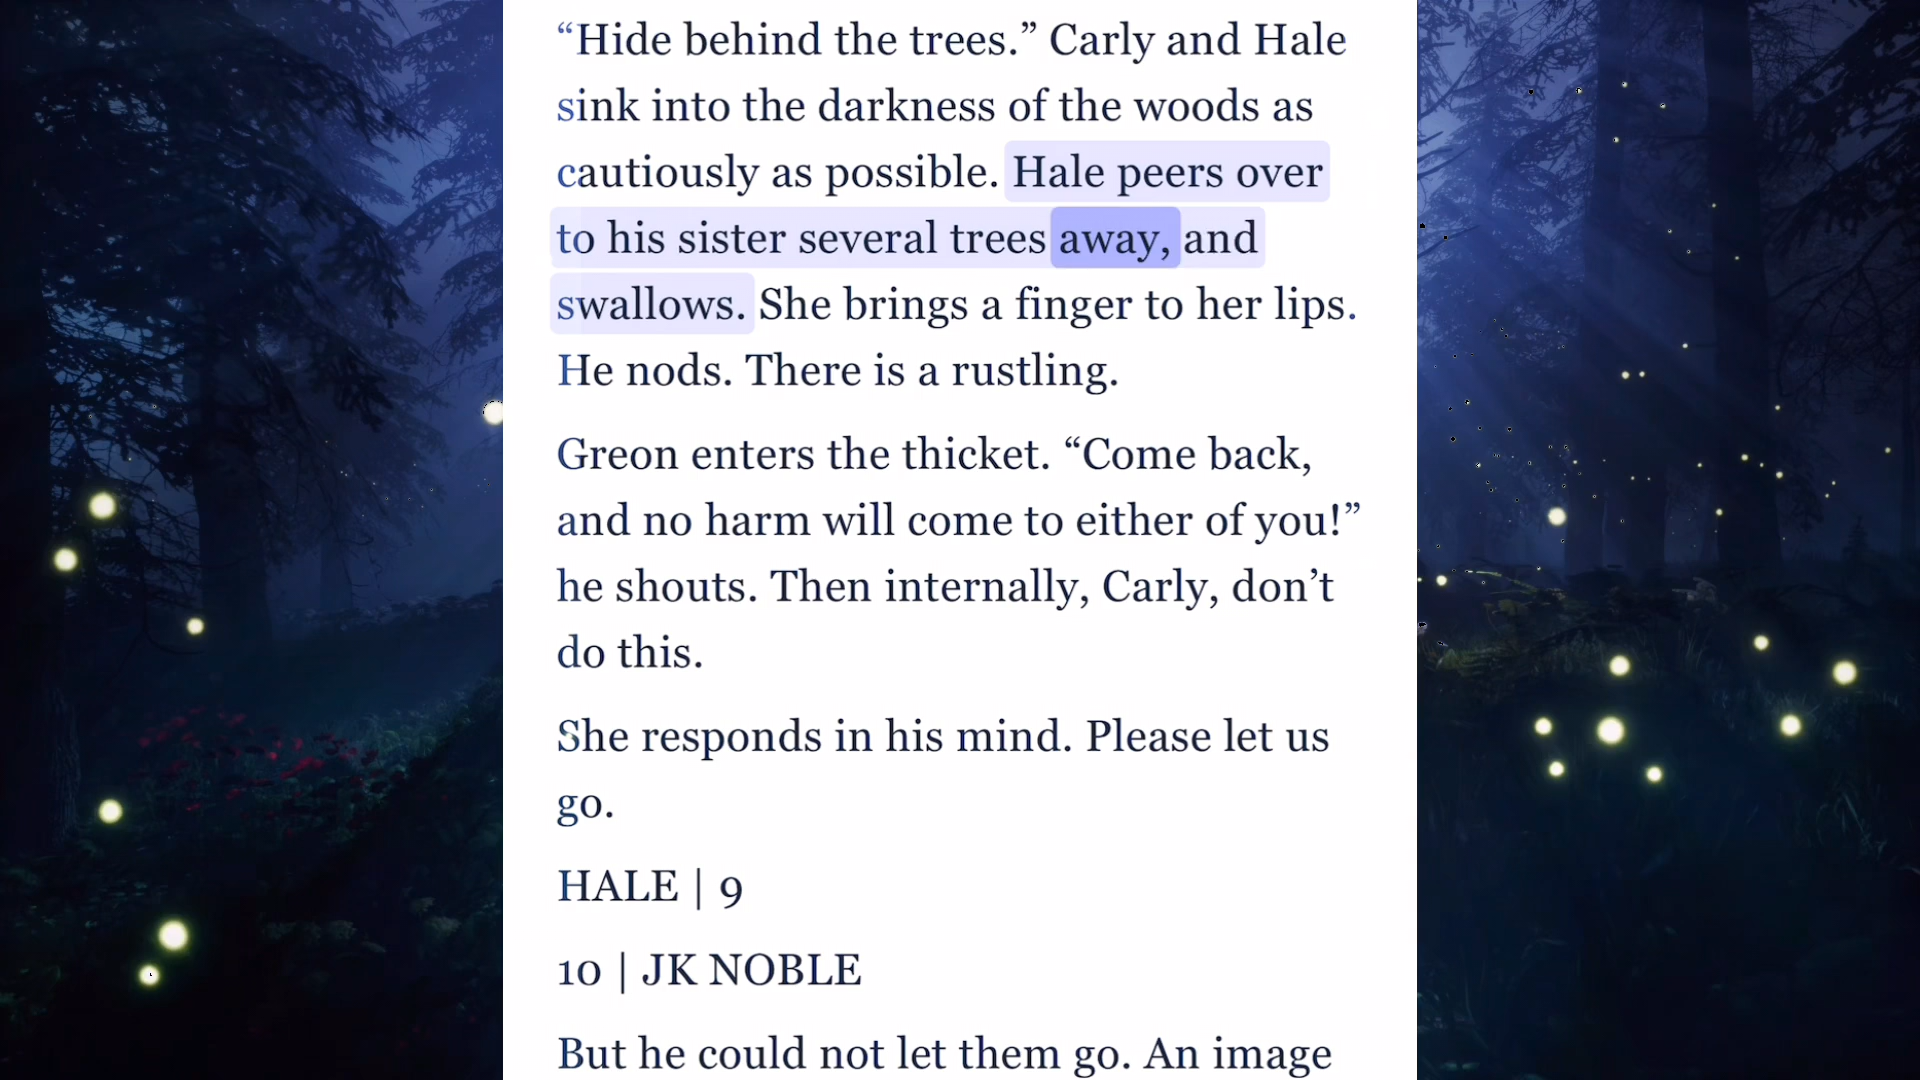 “Hide behind the trees.” Carly and Hale
sink into the darkness of the woods as
cautiously as possible. Hale peers over
to his sister several trees away, and
swallows. She brings a finger to her lips.
He nods. There is a rustling.
Greon enters the thicket. “Come back,
and no harm will come to either of you!”
he shouts. Then internally, Carly, don’t
do this.
She responds in his mind. Please let us
go.
HALE | 9
10 | JK NOBLE
But he could not let them go. An image